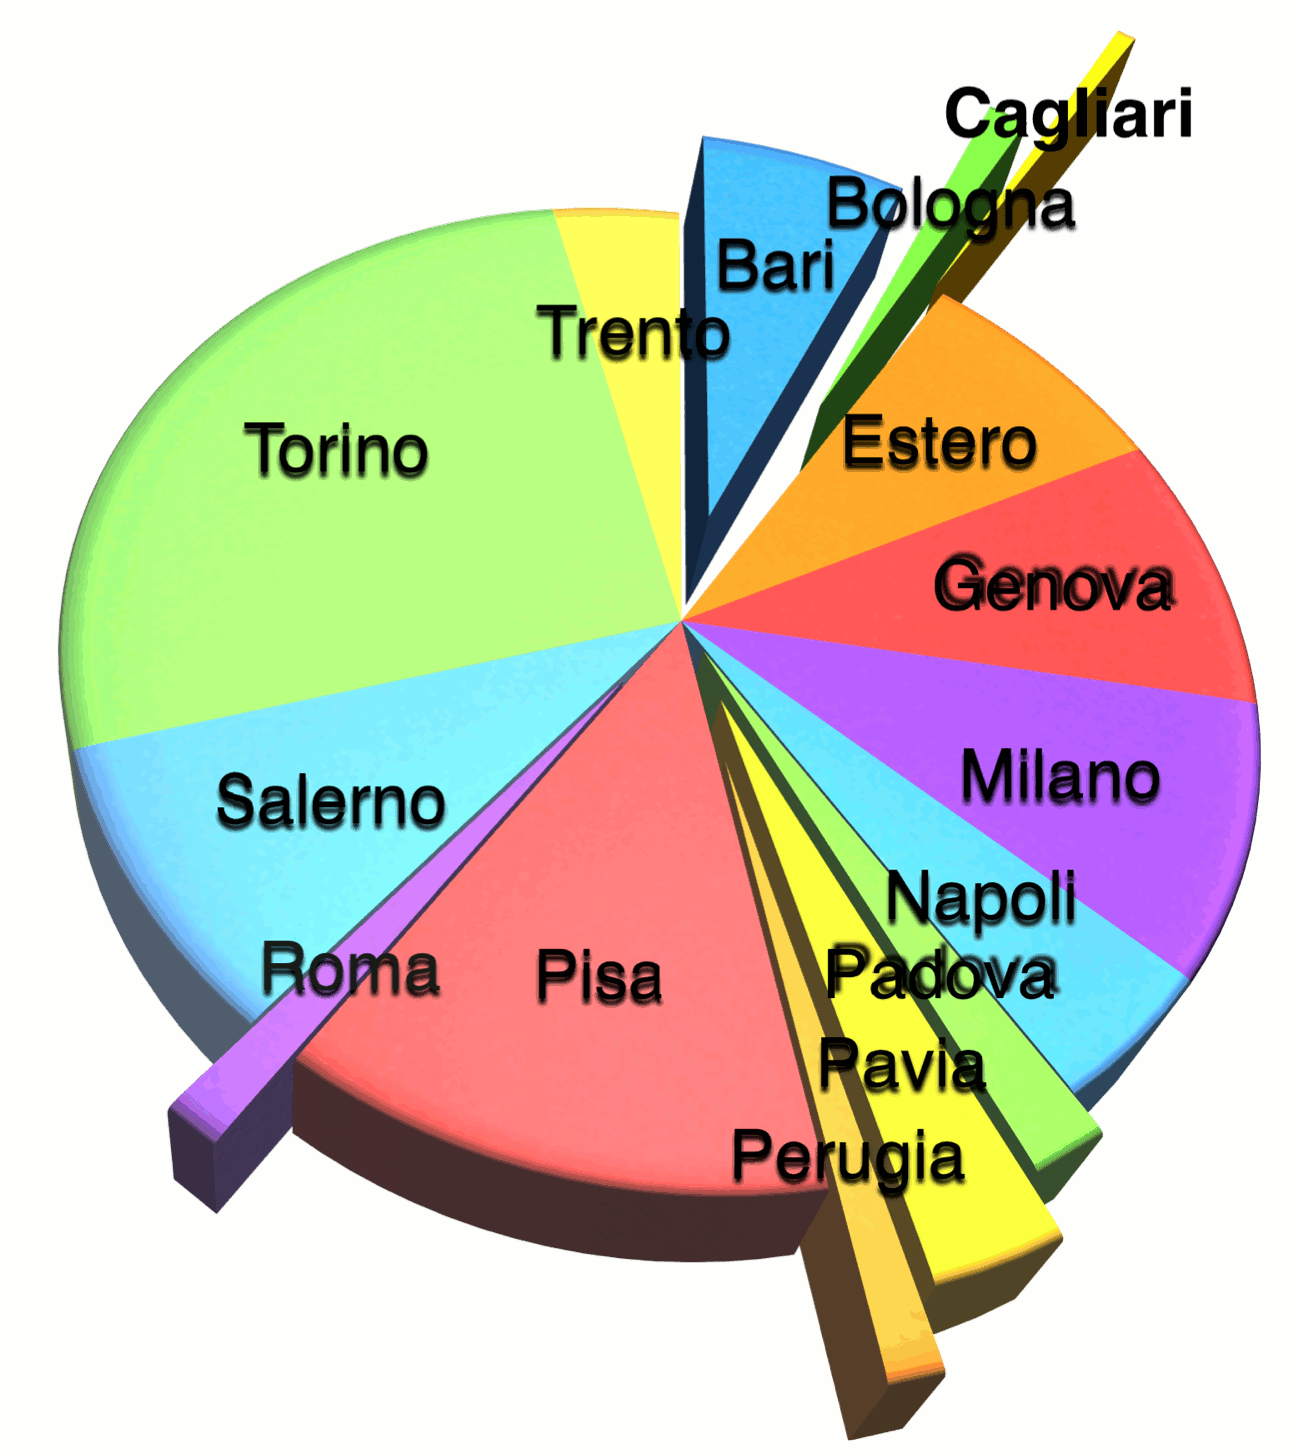 Cagliari
Bologna
Bari
Trento
Estero
Torino
Genova
Milano
Salerno
Napoli
Roma
Pisa
Padova
Pavia
Perugia